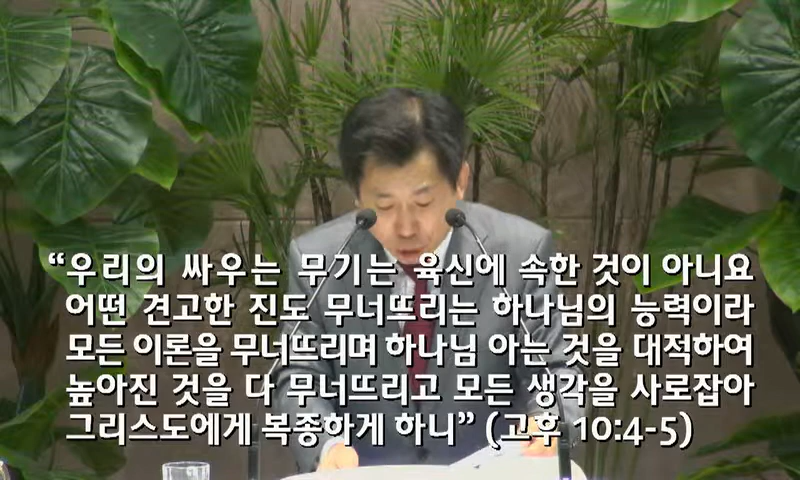 “우리의 싸우는 무기는 육신에 속한 것이 아니요
어떤 견고한 진도 무너뜨리는 하나님의 능력이라
모든 이론을 무너뜨리며 하나님 아는 것을 대적하여
높아진 것을 다 무너뜨리고 모든 생각을 사로잡아
그리스도에게 복종하게 하니” (고후 10:4-5)